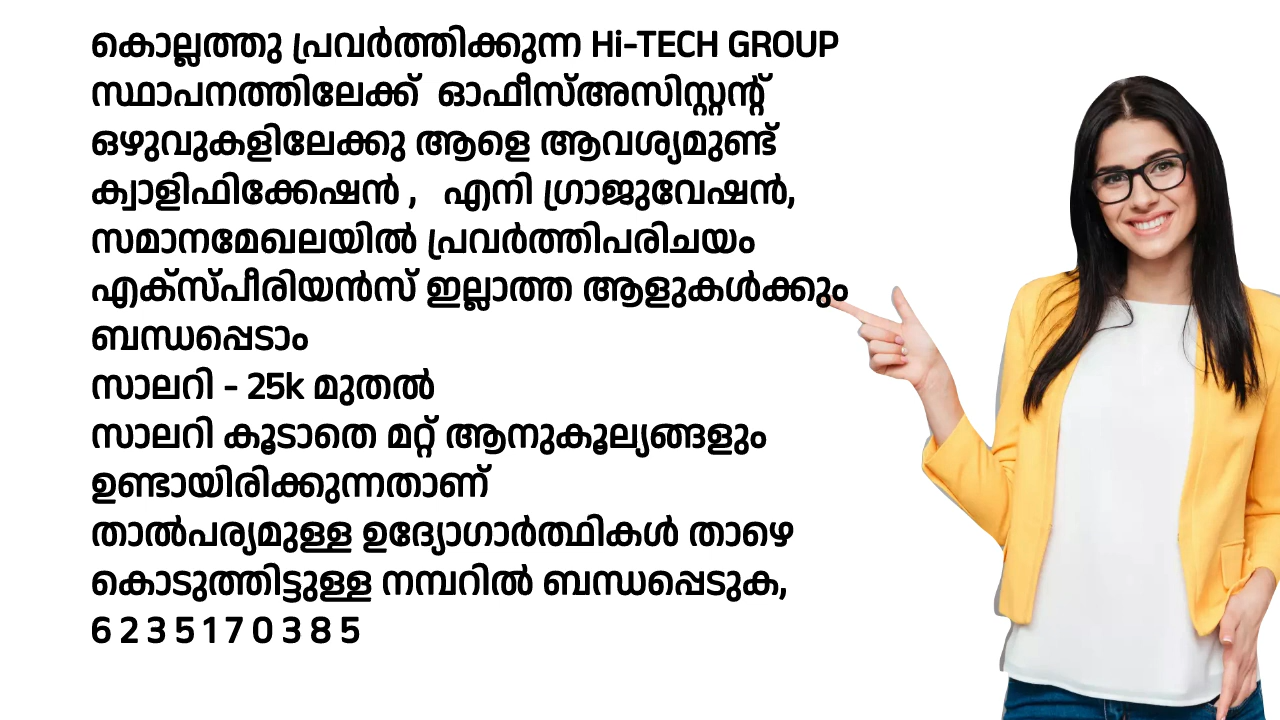 കൊല്ലത്തു പ്രവർത്തിക്കുന്ന Hi-TECH GROUP
സ്ഥാപനത്തിലേക്ക് ഓഫീസ്അസിസ്റ്റന്റ്
ഒഴുവുകളിലേക്കു ആളെ ആവശ്യമുണ്ട്
ക്വാളിഫിക്കേഷൻ , എനി ഗ്രാജുവേഷൻ,
സമാനമേഖലയിൽ പ്രവർത്തിപരിചയം
എക്സ്പീരിയൻസ് ഇല്ലാത്ത ആളുകൾക്കും
ബന്ധപ്പെടാം
സാലറി - 25k മുതൽ
സാലറി കൂടാതെ മറ്റ് ആനുകൂല്യങ്ങളും
ഉണ്ടായിരിക്കുന്നതാണ്
താൽപര്യമുള്ള ഉദ്യോഗാർത്ഥികൾ താഴെ
കൊടുത്തിട്ടുള്ള നമ്പറിൽ ബന്ധപ്പെടുക,
6 2 3 5 1 7 0 3 8 5